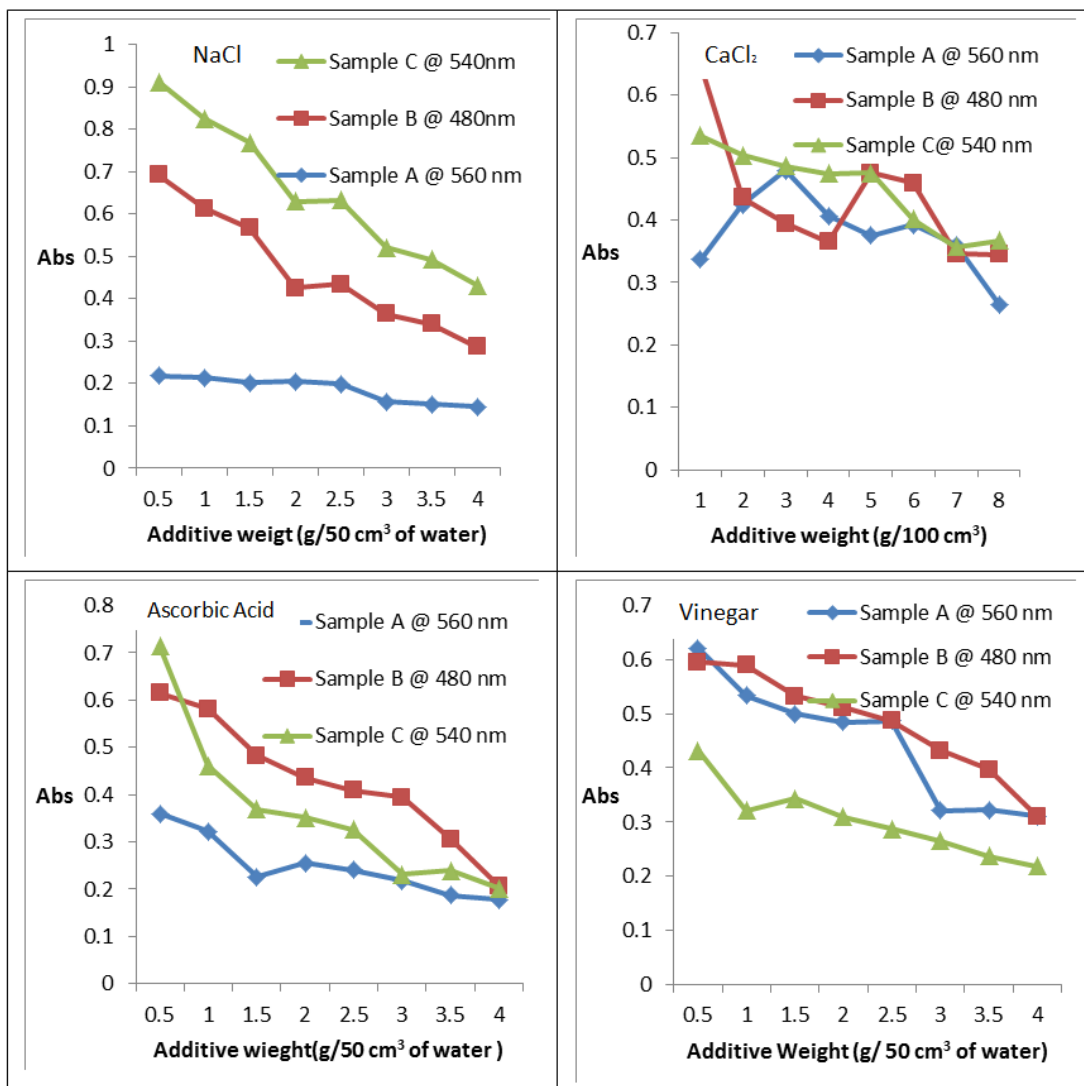 NaCl
1
0.9
0.8
0.7
0.6
0.5
0.4
0.3
0.2
0.1
0
Abs
Sample C @ 540nm
Sample B @ 480nm
Sample A @ 560 nm
0.5 1 1.5 2 2.5 3 3.5 4
Additive weigt (g/50 cm³ of water)
CaCl₂
0.7
0.6
0.5
0.4
0.3
0.2
0.1
0
Abs
Sample A @ 560 nm
Sample B @ 480 nm
Sample C@ 540 nm
1 2 3 4 5 6 7 8
Additive weight (g/100 cm³)
Ascorbic Acid
0.8
0.7
0.6
0.5
0.4
0.3
0.2
0.1
0
Abs
Sample A @ 560 nm
Sample B @ 480 nm
Sample C @ 540 nm
0.5 1 1.5 2 2.5 3 3.5 4
Additive wieght(g/50 cm³ of water )
Vinegar
0.7
0.6
0.5
0.4
0.3
0.2
0.1
0
Abs
Sample A @ 560 nm
Sample B @ 480 nm
Sample C @ 540 nm
0.5 1 1.5 2 2.5 3 3.5 4
Additive Weight (g/ 50 cm³ of water)